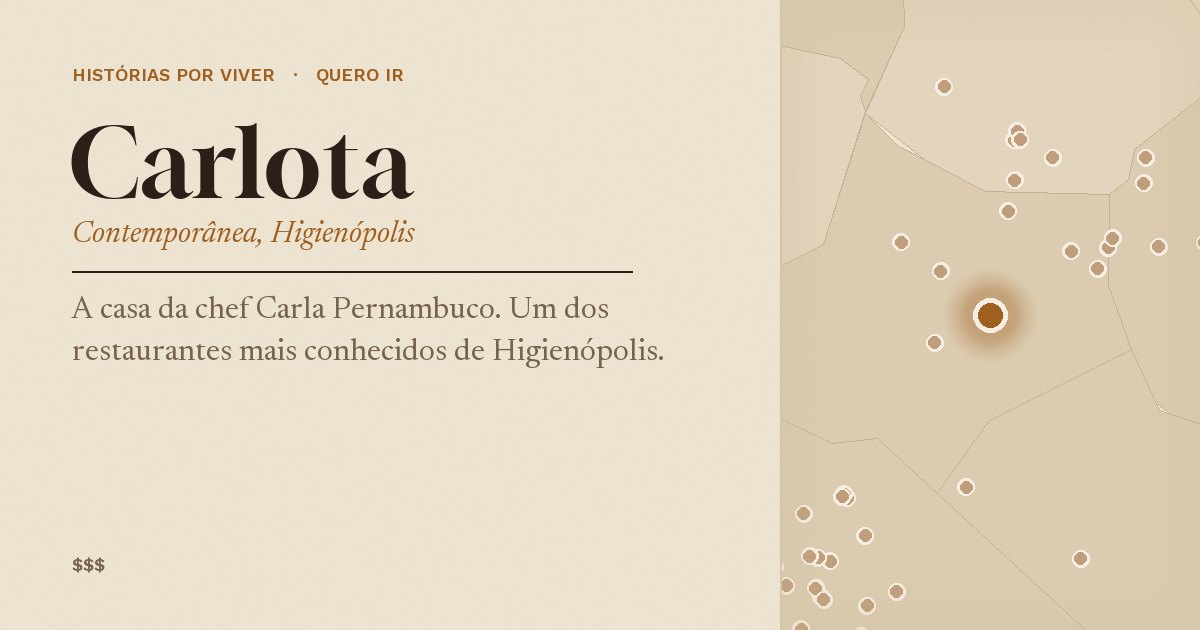 HISTÓRIAS POR VIVER · QUERO IR
Carlota
Contemporânea, Higienópolis
A casa da chef Carla Pernambuco. Um dos
restaurantes mais conhecidos de Higienópolis.
$$$